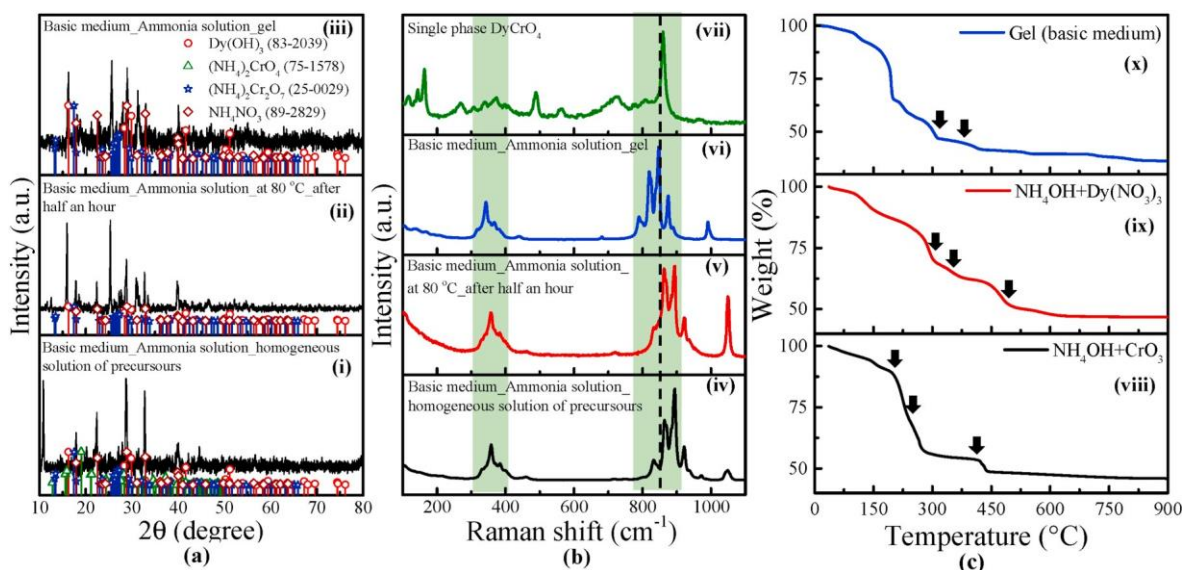 Basic medium_Ammonia solution_gel
(iii)
Dy(OH)3 (83-2039)
(NH4)2CrO4 (75-1578)
(NH4)2Cr2O7 (25-0029)
NH4NO3 (89-2829)
Basic medium_Ammonia solution_at 80 °C_after
half an hour
(ii)
Basic medium_Ammonia solution_homogeneous
solution of precursours
(i)
Intensity (a.u.)
10 20 30 40 50 60 70 80
2θ (degree)
(a)
Single phase DyCrO4
(vii)
Basic medium_Ammonia solution_gel
(vi)
Basic medium_Ammonia solution_
at 80 °C_after half an hour
(v)
Basic medium_Ammonia solution_
homogeneous solution of precursours
(iv)
Intensity (a.u.)
200 400 600 800 1000
Raman shift (cm-1)
(b)
100
75
50
Gel (basic medium)
(x)
100
75
50
NH4OH+Dy(NO3)3
(ix)
100
75
50
NH4OH+CrO3
(viii)
Weight (%)
0 150 300 450 600 750 900
Temperature (°C)
(c)